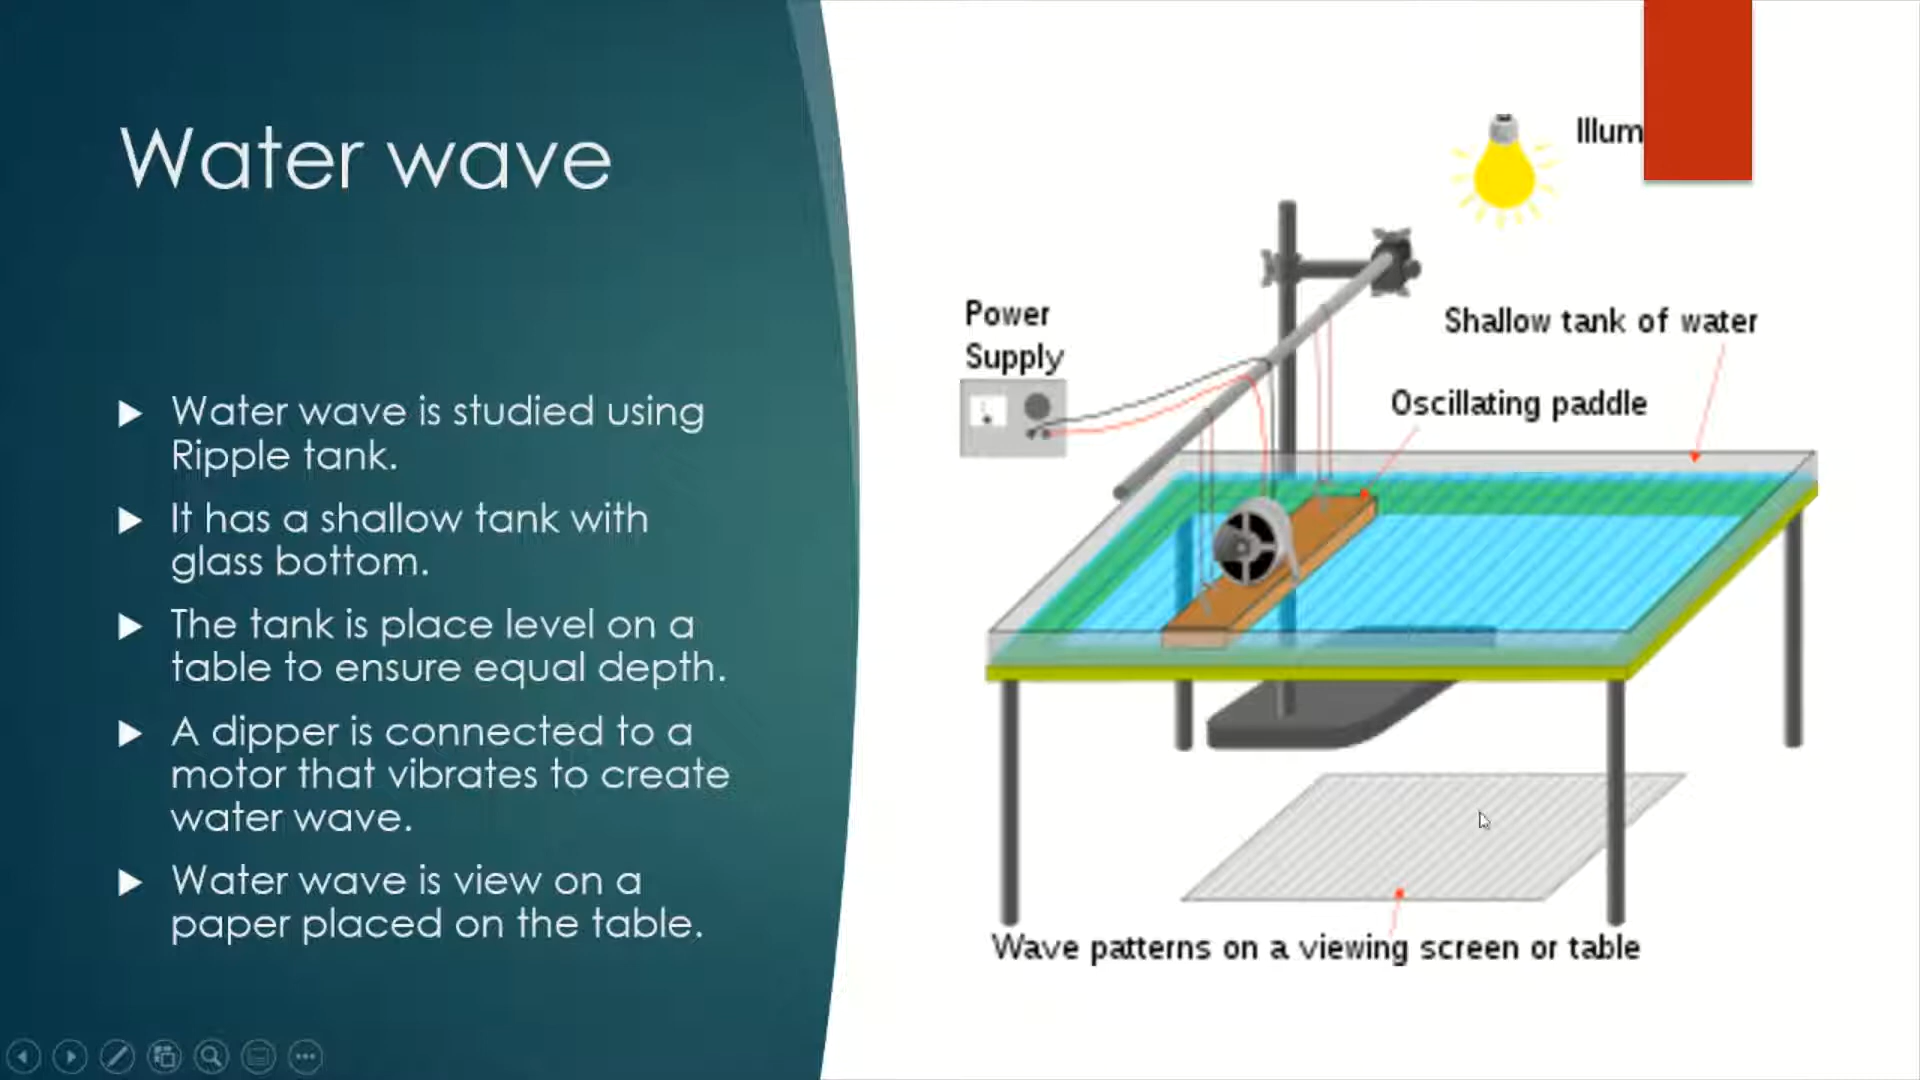 Water wave
Water wave is studied using
Ripple tank.
It has a shallow tank with
glass bottom.
The tank is place level on a
table to ensure equal depth.
A dipper is connected to a
motor that vibrates to create
water wave.
Water wave is view on a
paper placed on the table.
Illum
Power
Supply
Shallow tank of water
Oscillating paddle
Wave patterns on a viewing screen or table